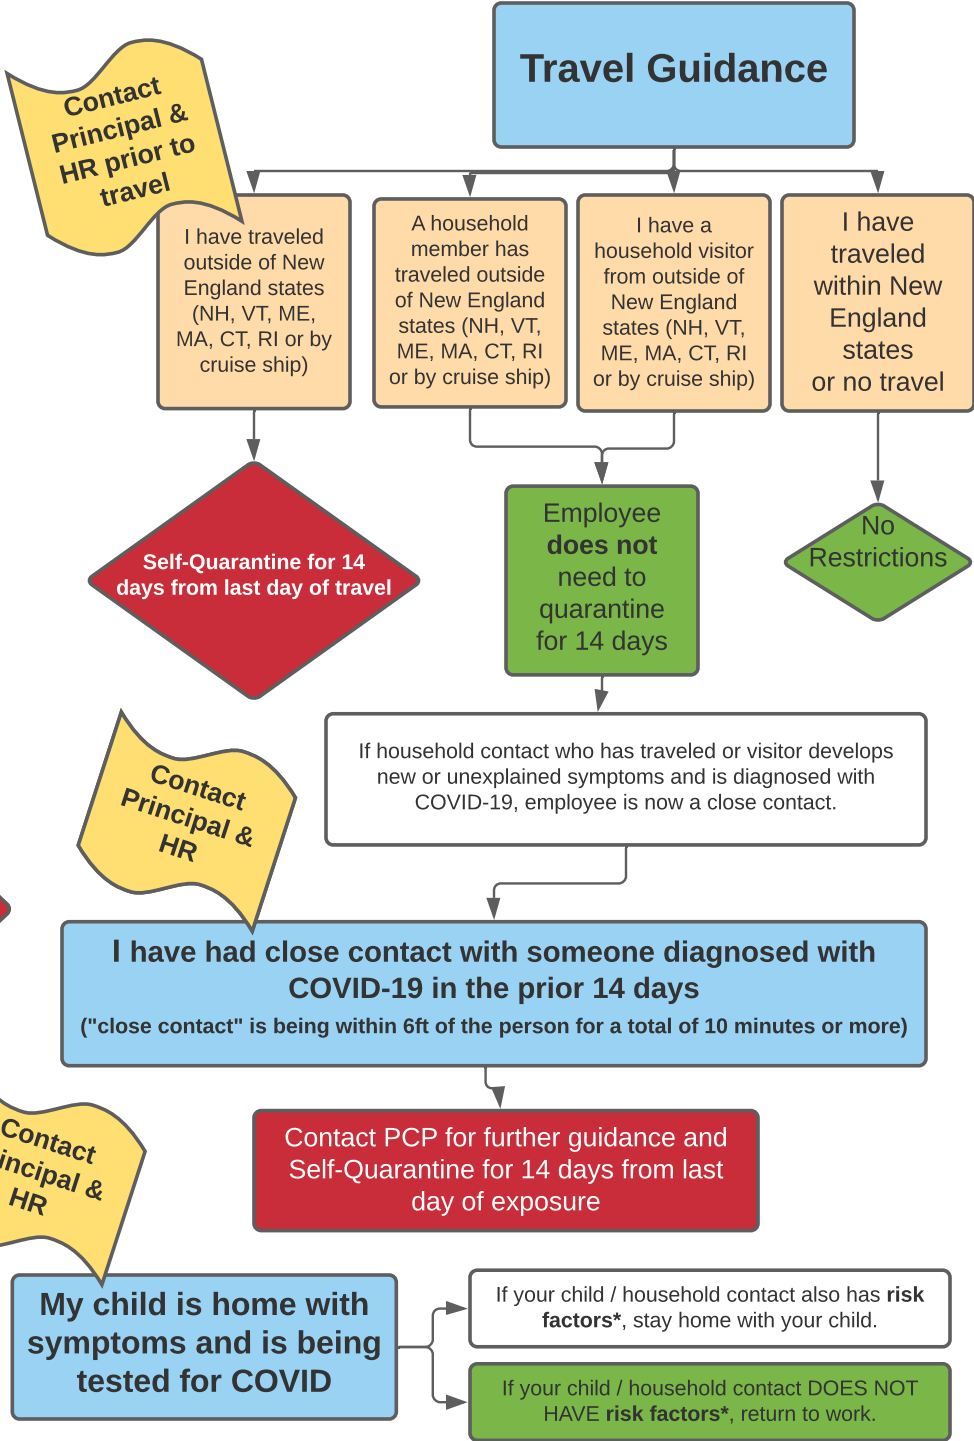 Travel Guidance
Contact
Principal &
HR prior to
travel
I have traveled
outside of New
England states
(NH, VT, ME,
MA, CT, RI or by
cruise ship)
A household
member has
traveled outside
of New England
states (NH, VT,
ME, MA, CT, RI
or by cruise ship)
I have a
household visitor
from outside of
New England
states (NH, VT,
ME, MA, CT, RI
or by cruise ship)
I have
traveled
within New
England
states
or no travel
Self-Quarantine for 14
days from last day of travel
Employee
does not
need to
quarantine
for 14 days
No
Restrictions
If household contact who has traveled or visitor develops
new or unexplained symptoms and is diagnosed with
COVID-19, employee is now a close contact.
Contact
Principal &
HR
I have had close contact with someone diagnosed with
COVID-19 in the prior 14 days
("close contact" is being within 6ft of the person for a total of 10 minutes or more)
Contact PCP for further guidance and
Self-Quarantine for 14 days from last
day of exposure
Contact
incipal &
HR
My child is home with
symptoms and is being
tested for COVID
If your child / household contact also has risk
factors*, stay home with your child.
If your child / household contact DOES NOT
HAVE risk factors*, return to work.